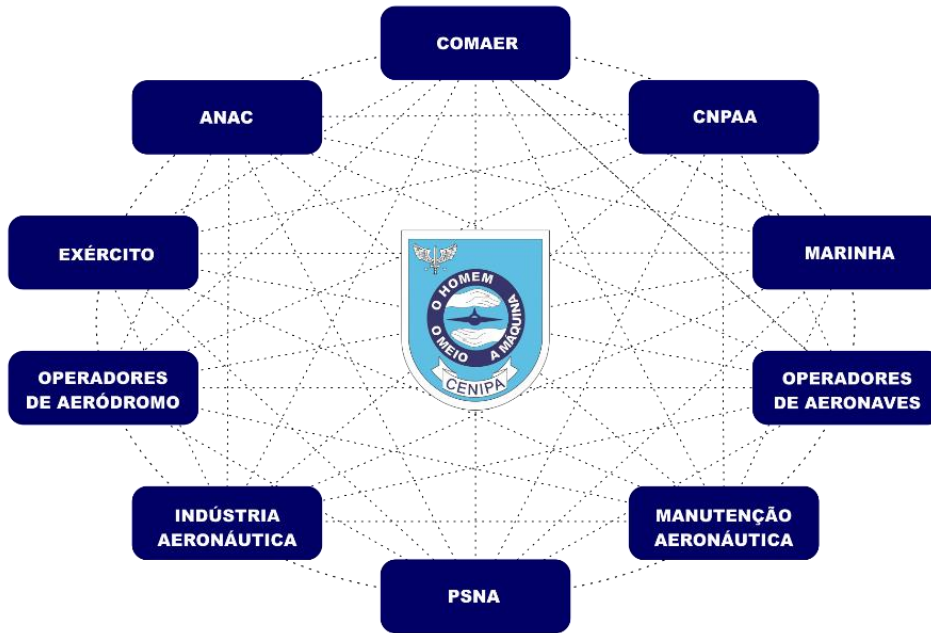 COMAER
ANAC
CNPAA
EXÉRCITO
MARINHA
O HOMEM
O MEIO
A MÁQUINA
CENIPA
OPERADORES
DE AERÓDROMO
OPERADORES
DE AERONAVES
INDÚSTRIA
AERONÁUTICA
MANUTENÇÃO
AERONÁUTICA
PSNA